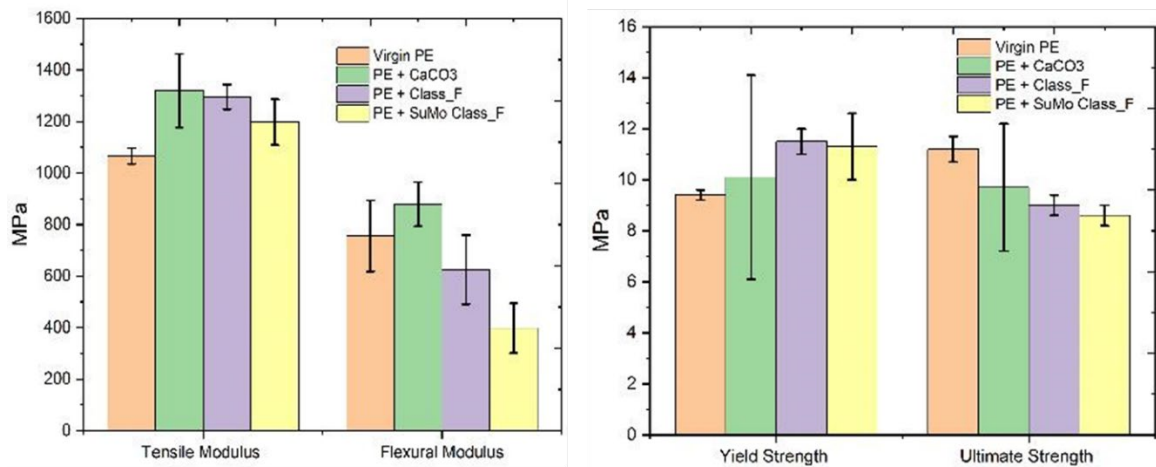 1600
1400
1200
1000
800
600
400
200
0
MPa
Virgin PE
PE + CaCO3
PE + Class_F
PE + SuMo Class_F
Tensile Modulus
Flexural Modulus
16
14
12
10
8
6
4
2
0
MPa
Virgin PE
PE + CaCO3
PE + Class_F
PE + SuMo Class_F
Yield Strength
Ultimate Strength